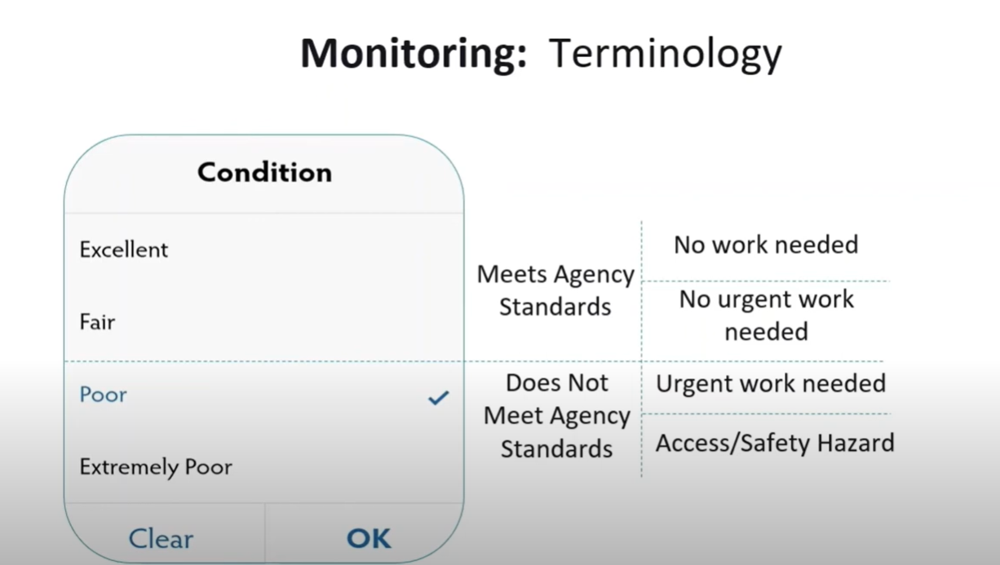 Monitoring: Terminology
Condition
Excellent
Fair
Poor
Extremely Poor
Clear
OK
Meets Agency
Standards
Does Not
Meet Agency
Standards
No work needed
No urgent work
needed
Urgent work needed
Access/Safety Hazard